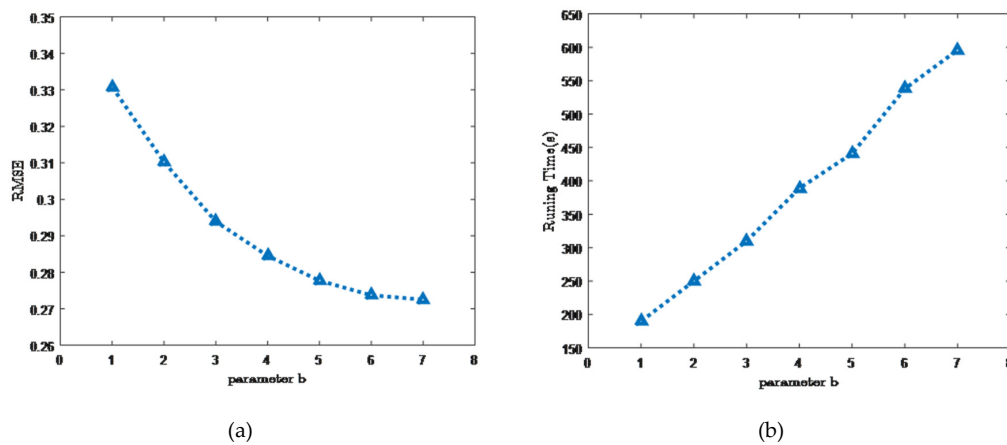 0.35
0.34
0.33
0.32
0.31
0.3
0.29
0.28
0.27
0.26
RMSE
0 1 2 3 4 5 6 7 8
parameter b
(a)
650
600
550
500
450
400
350
300
250
200
150
Runing Time(s)
0 1 2 3 4 5 6 7 8
parameter b
(b)